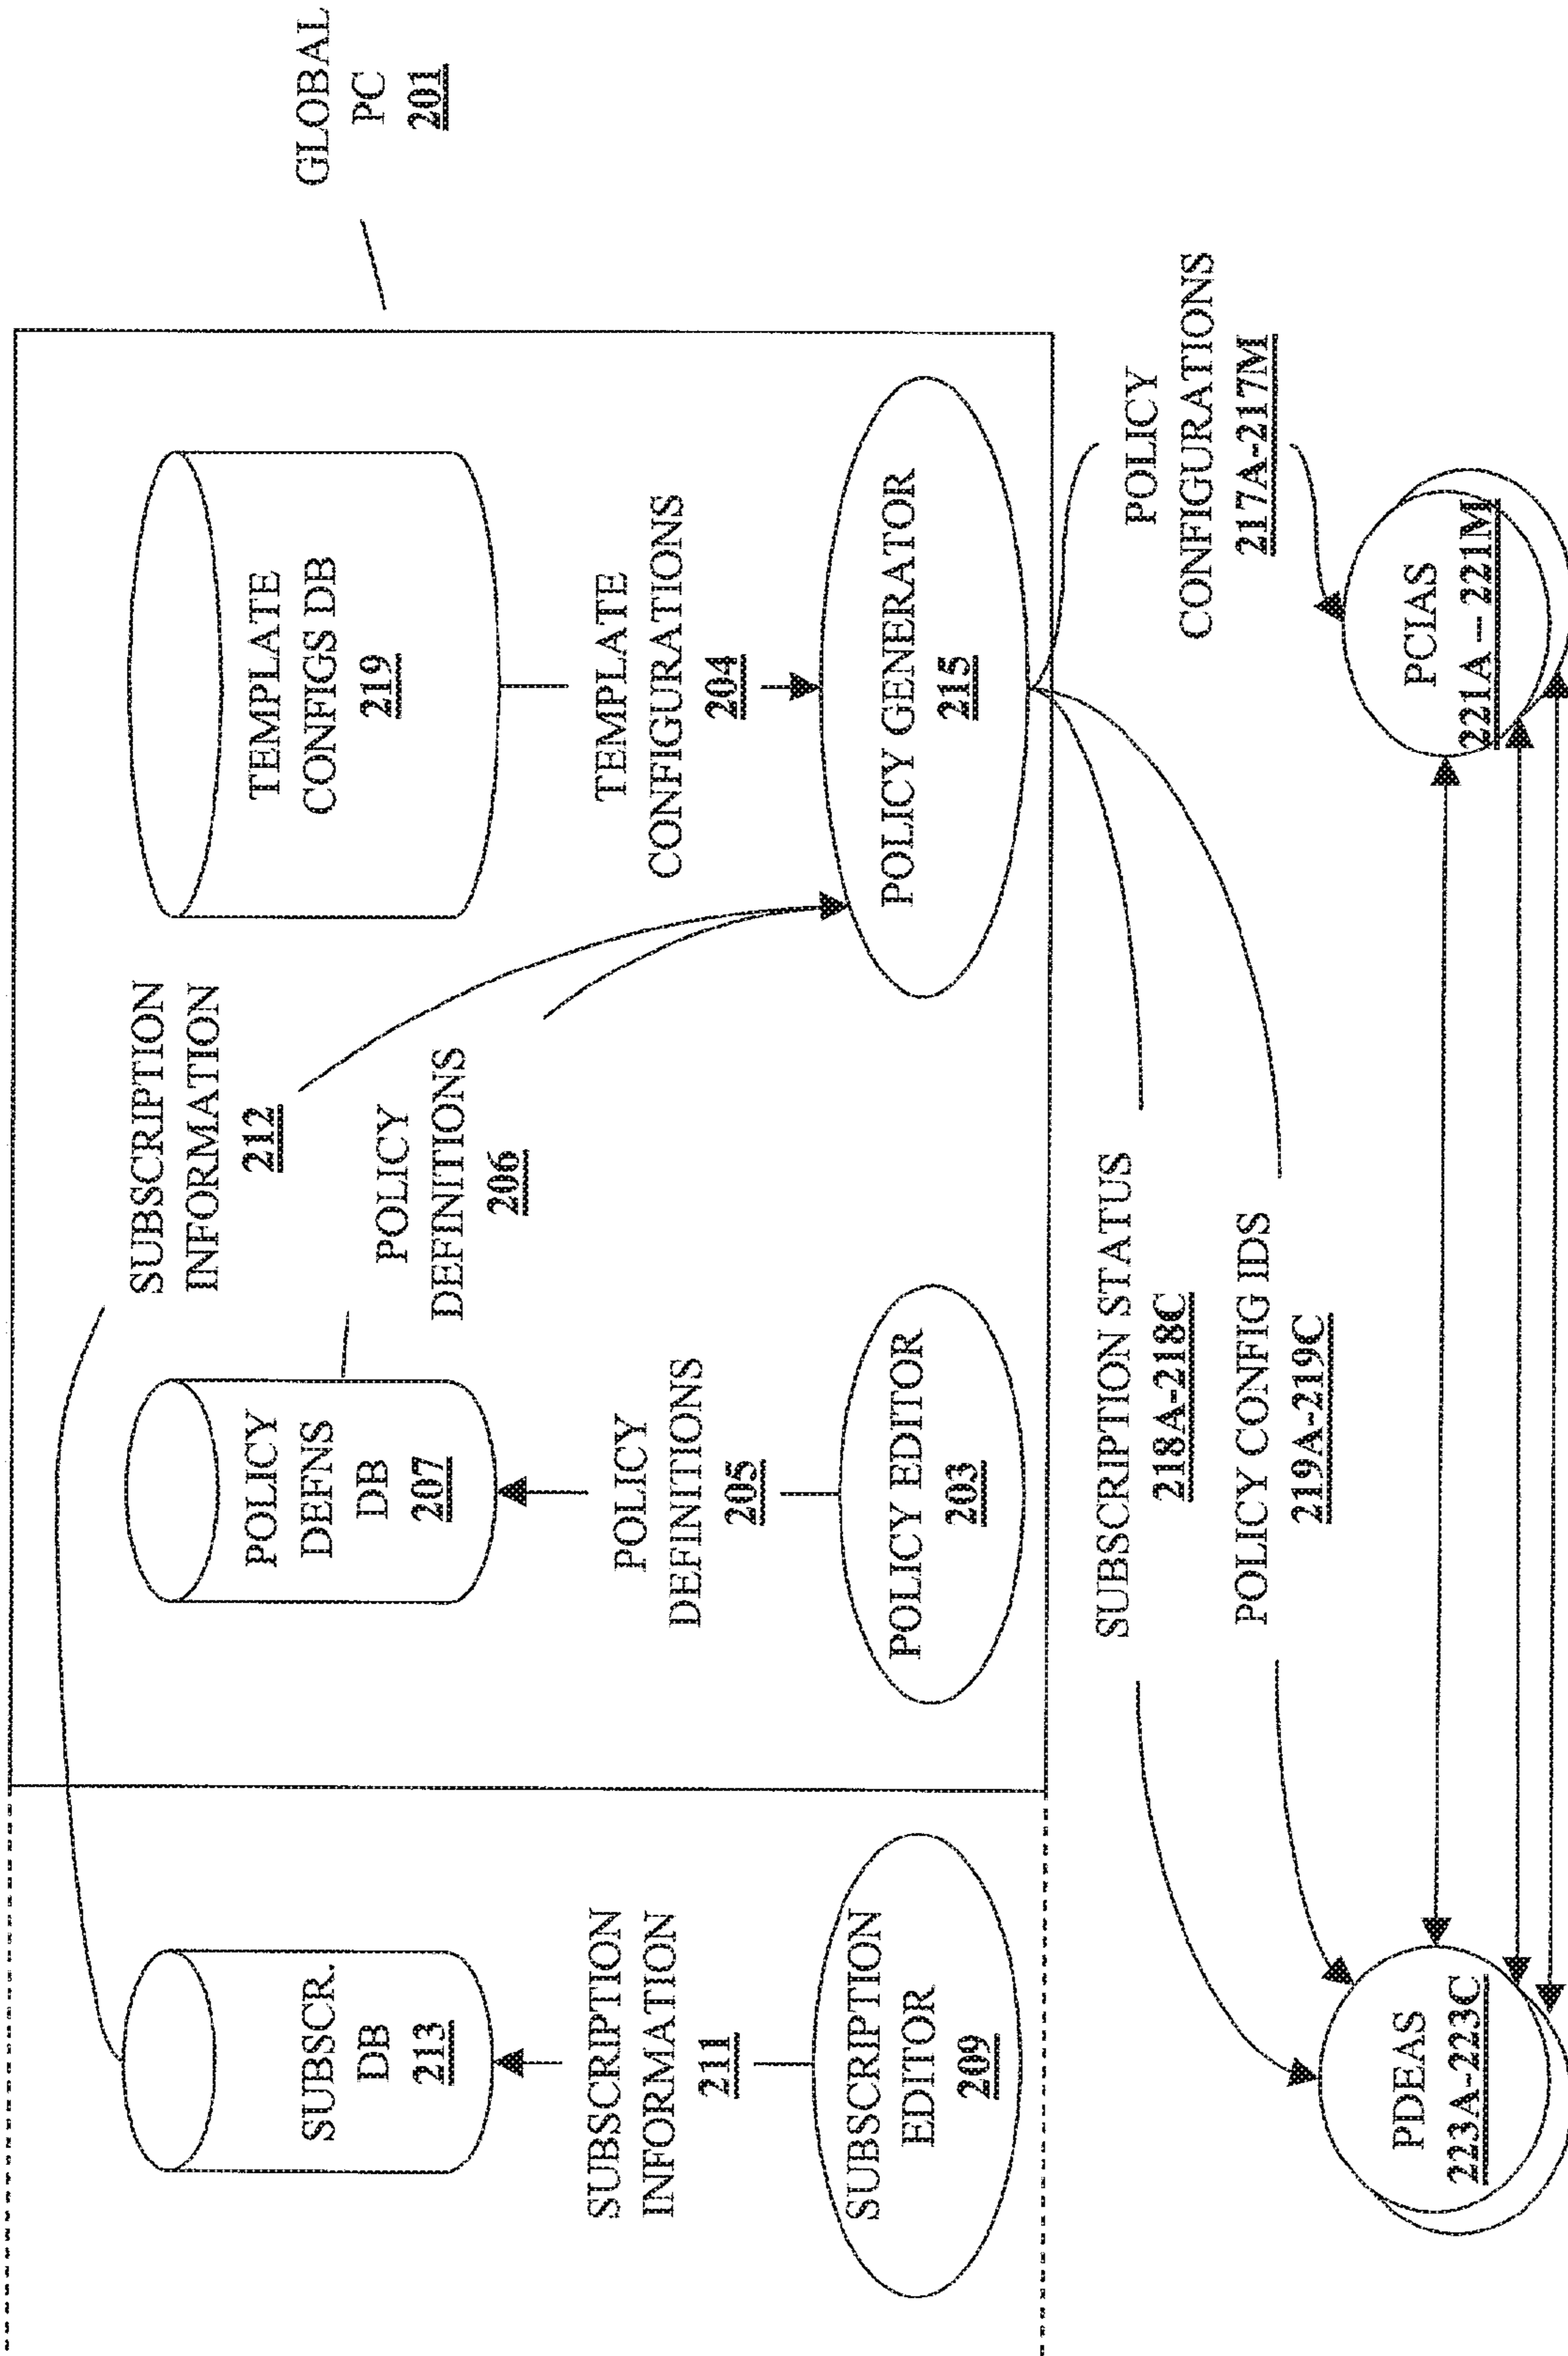 GLOBAL
PC
201
SUBSCRIPTION
INFORMATION
212
SUBSCR.
DB
213
POLICY
DEFNS
DB
207
POLICY
DEFINITIONS
206
TEMPLATE
CONFIGS DB
219
SUBSCRIPTION
INFORMATION
211
POLICY
DEFINITIONS
205
TEMPLATE
CONFIGURATIONS
204
SUBSCRIPTION
EDITOR
209
POLICY EDITOR
203
POLICY GENERATOR
215
SUBSCRIPTION STATUS
218A-218C
POLICY CONFIG IDS
219A-219C
POLICY
CONFIGURATIONS
217A-217M
PDEAS
223A-223C
PCIAS
221A – 221M